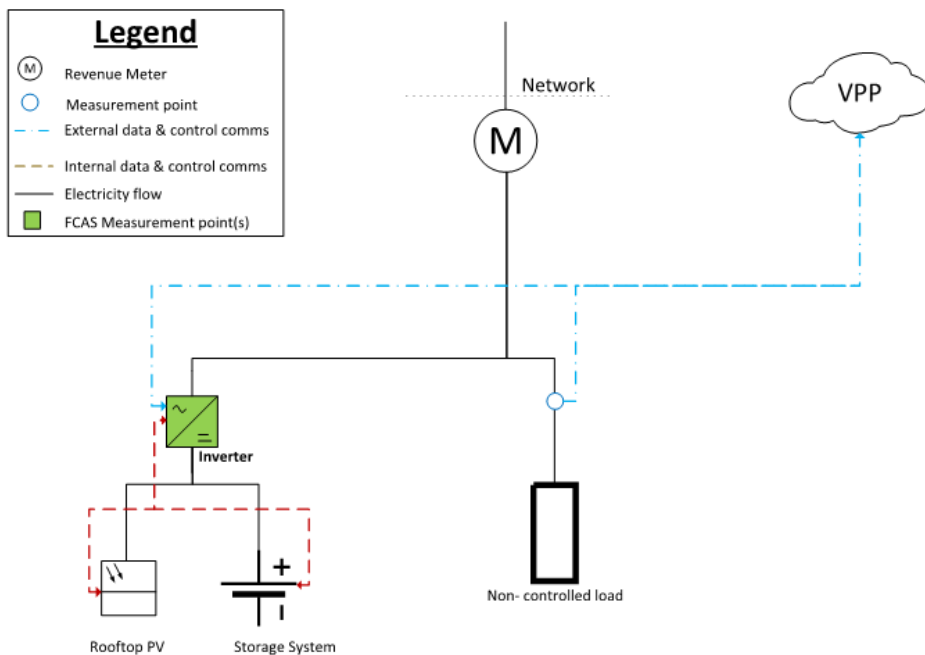 Legend
M Revenue Meter
Measurement point
External data & control comms
Internal data & control comms
Electricity flow
FCAS Measurement point(s)
Network
M
VPP
Inverter
+
Non- controlled load
Rooftop PV
Storage System